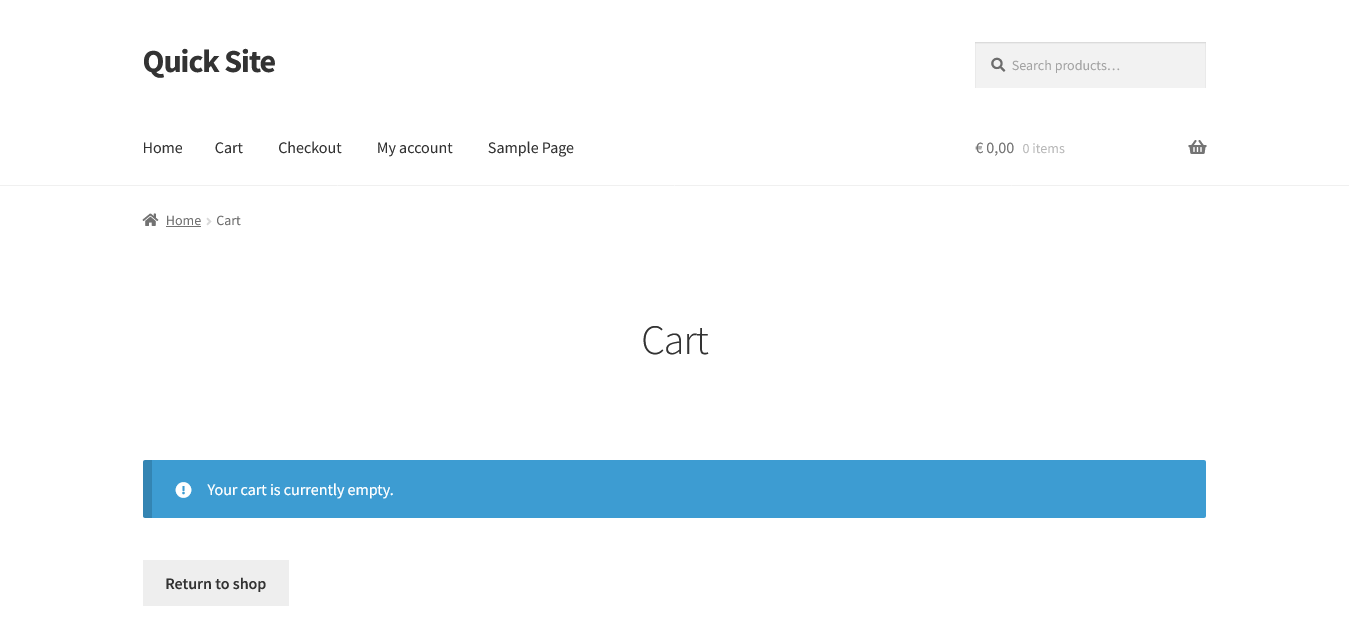 Quick Site
Search products…
Home Cart Checkout My account Sample Page
€ 0,00 0 items
Home Cart
Cart
Your cart is currently empty.
Return to shop